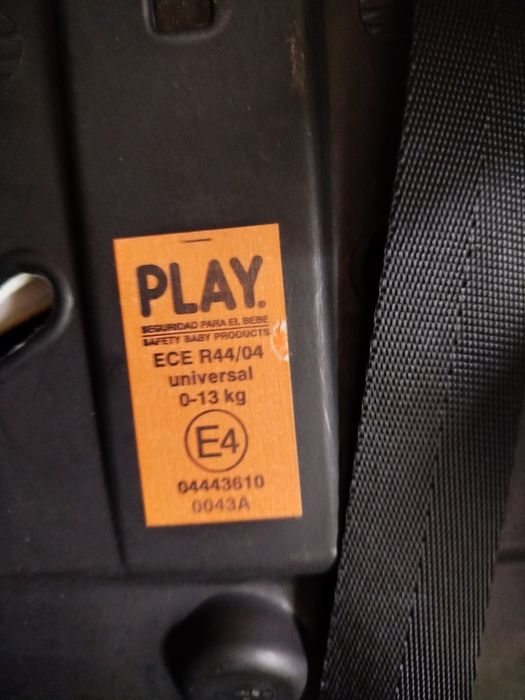 PLAY.
SEGURIDAD PARA EL BEBE
SAFETY BABY PRODUCTS
ECE R44/04
universal
0-13 kg
E4
04443610
0043A